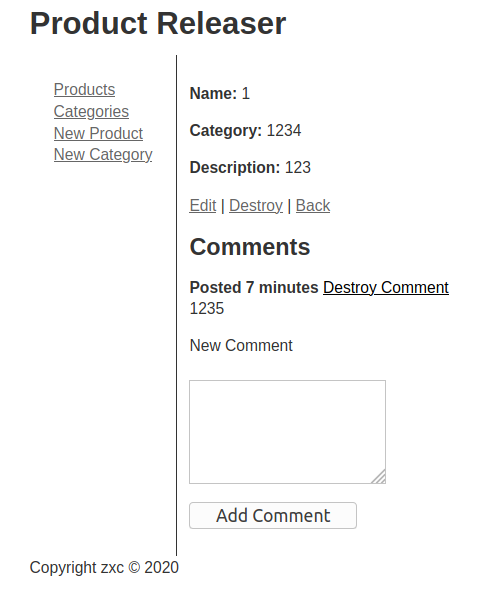 Product Releaser
Products
Categories
New Product
New Category
Name: 1
Category: 1234
Description: 123
Edit | Destroy | Back
Comments
Posted 7 minutes Destroy Comment
1235
New Comment
Add Comment
Copyright zxc © 2020